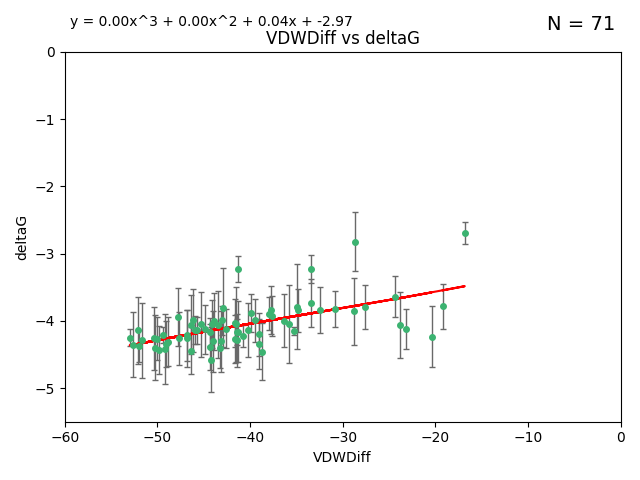 y = 0.00x^3 + 0.00x^2 + 0.04x + -2.97
N = 71
VDWDiff vs deltaG
0
−1
−2
−3
−4
−5
deltaG
−60 −50 −40 −30 −20 −10 0
VDWDiff